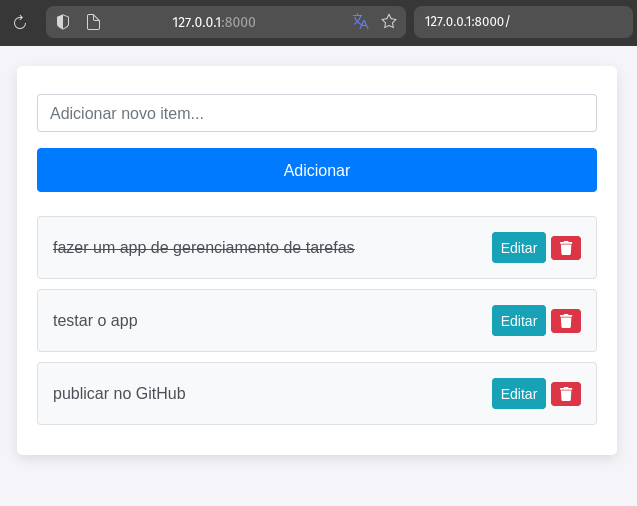 127.0.0.1:8000
127.0.0.1:8000/
Adicionar novo item...
Adicionar
fazer um app de gerenciamento de tarefas
Editar
testar o app
Editar
publicar no GitHub
Editar